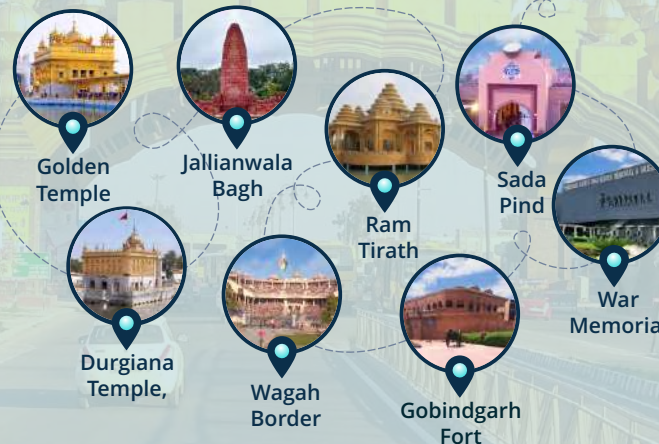 Golden
Temple
Jallianwala
Bagh
Ram
Tirath
Sada
Pind
War
Memoria
Durgiana
Temple,
Wagah
Border
Gobindgarh
Fort